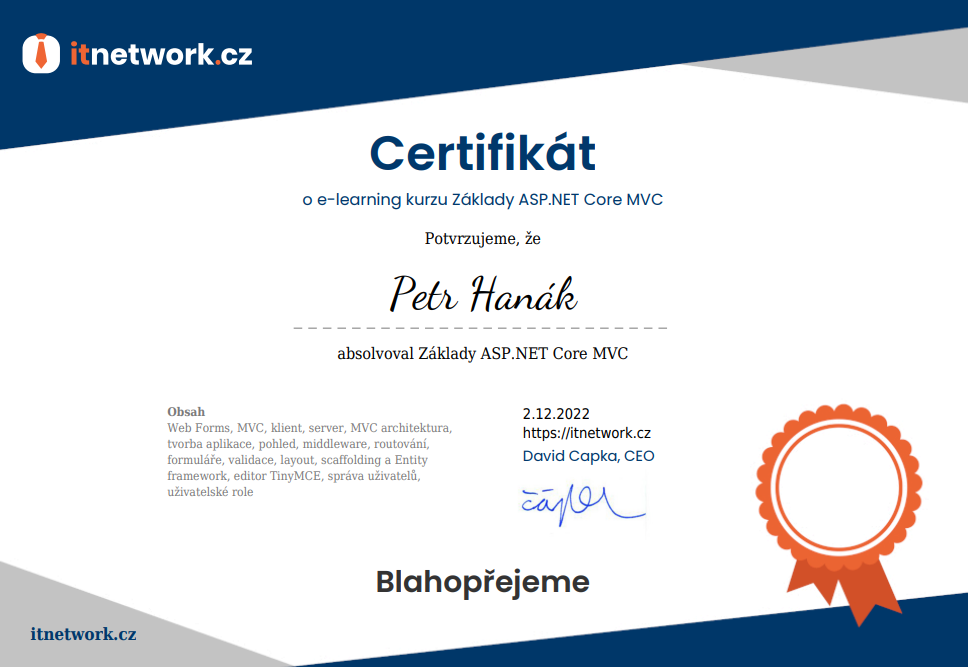 itnetwork.cz
Certifikát
o e-learning kurzu Základy ASP.NET Core MVC
Potvrzujeme, že
Petr Hanák
absolvoval Základy ASP.NET Core MVC
Obsah
Web Forms, MVC, klient, server, MVC architektura,
tvorba aplikace, pohled, middleware, routování,
formuláře, validace, layout, scaffolding a Entity
framework, editor TinyMCE, správa uživatelů,
uživatelské role
2.12.2022
https://itnetwork.cz
David Capka, CEO
Blahopřejeme
itnetwork.cz